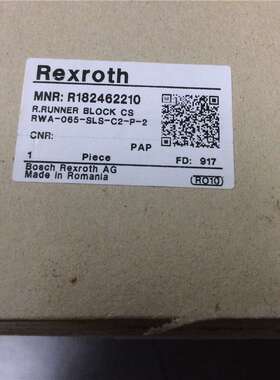 Rexroth
MNR: R182462210
R.RUNNER BLOCK CS
RWA-065-SLS-C2-P-2
CNR:
PAP
1 Piece FD: 917
Bosch Rexroth AG
Made in Romania
RO10